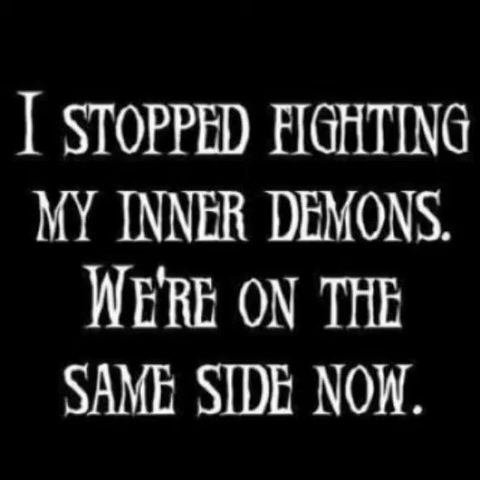 I STOPPED FIGHTING
MY INNER DEMONS.
WE'RE ON THE
SAME SIDE NOW.